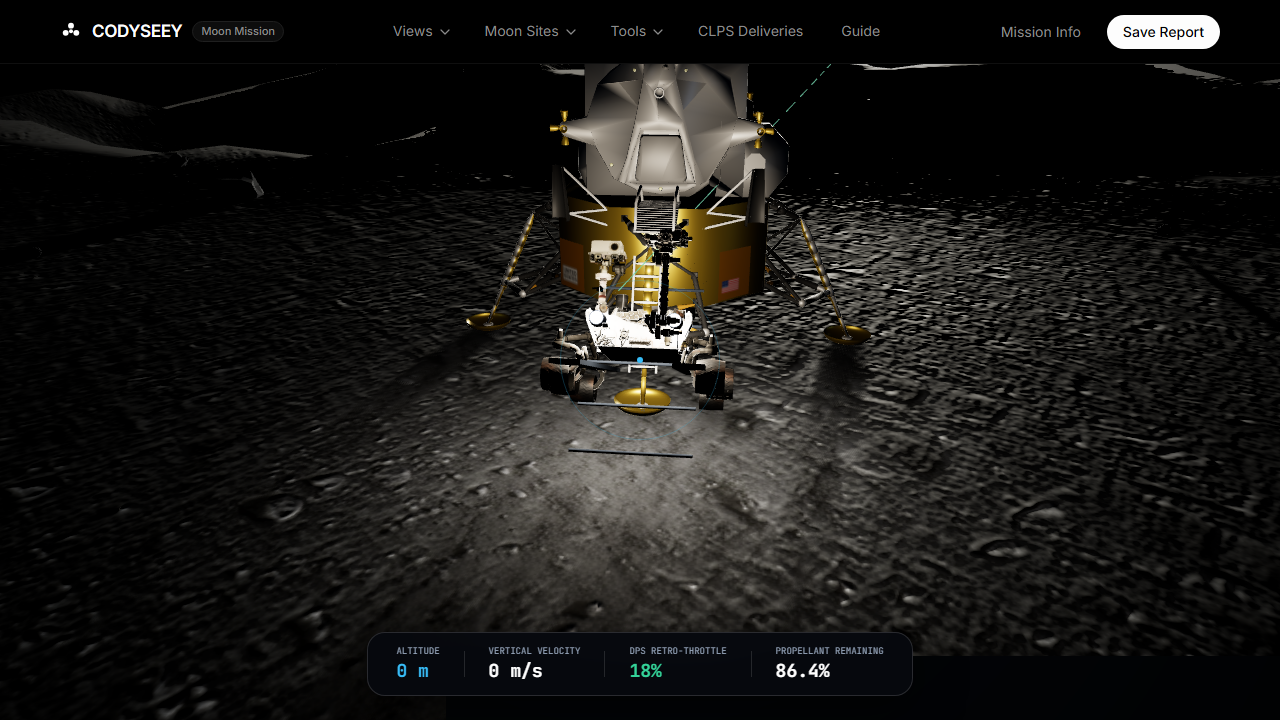 CODYSEEY
Moon Mission
Views
Moon Sites
Tools
CLPS Deliveries
Guide
Mission Info
Save Report
ALTITUDE
0 m
VERTICAL VELOCITY
0 m/s
DPS RETRO-THROTTLE
18%
PROPELLANT REMAINING
86.4%